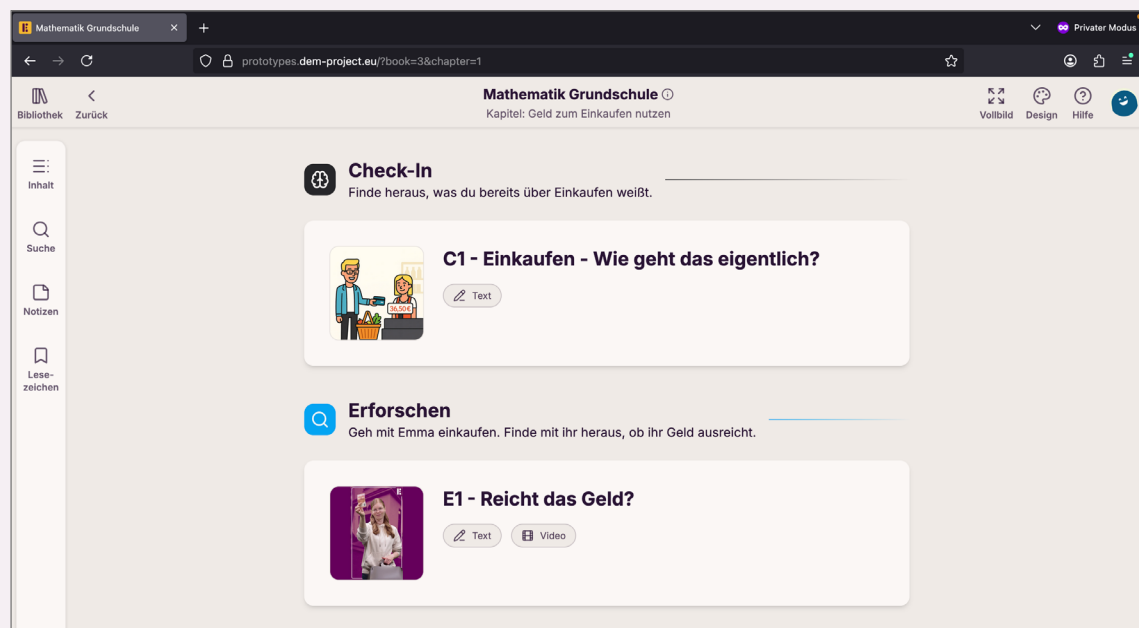 Mathematik Grundschule
Privater Modus
prototypes.dem-project.eu/?book=3&chapter=1
Bibliothek
Zurück
Mathematik Grundschule
Kapitel: Geld zum Einkaufen nutzen
Vollbild
Design
Hilfe
Inhalt
Suche
Notizen
Lese-
zeichen
Check-In
Finde heraus, was du bereits über Einkaufen weißt.
C1 - Einkaufen - Wie geht das eigentlich?
Text
36,50 €
Erforschen
Geh mit Emma einkaufen. Finde mit ihr heraus, ob ihr Geld ausreicht.
E1 - Reicht das Geld?
Text
Video